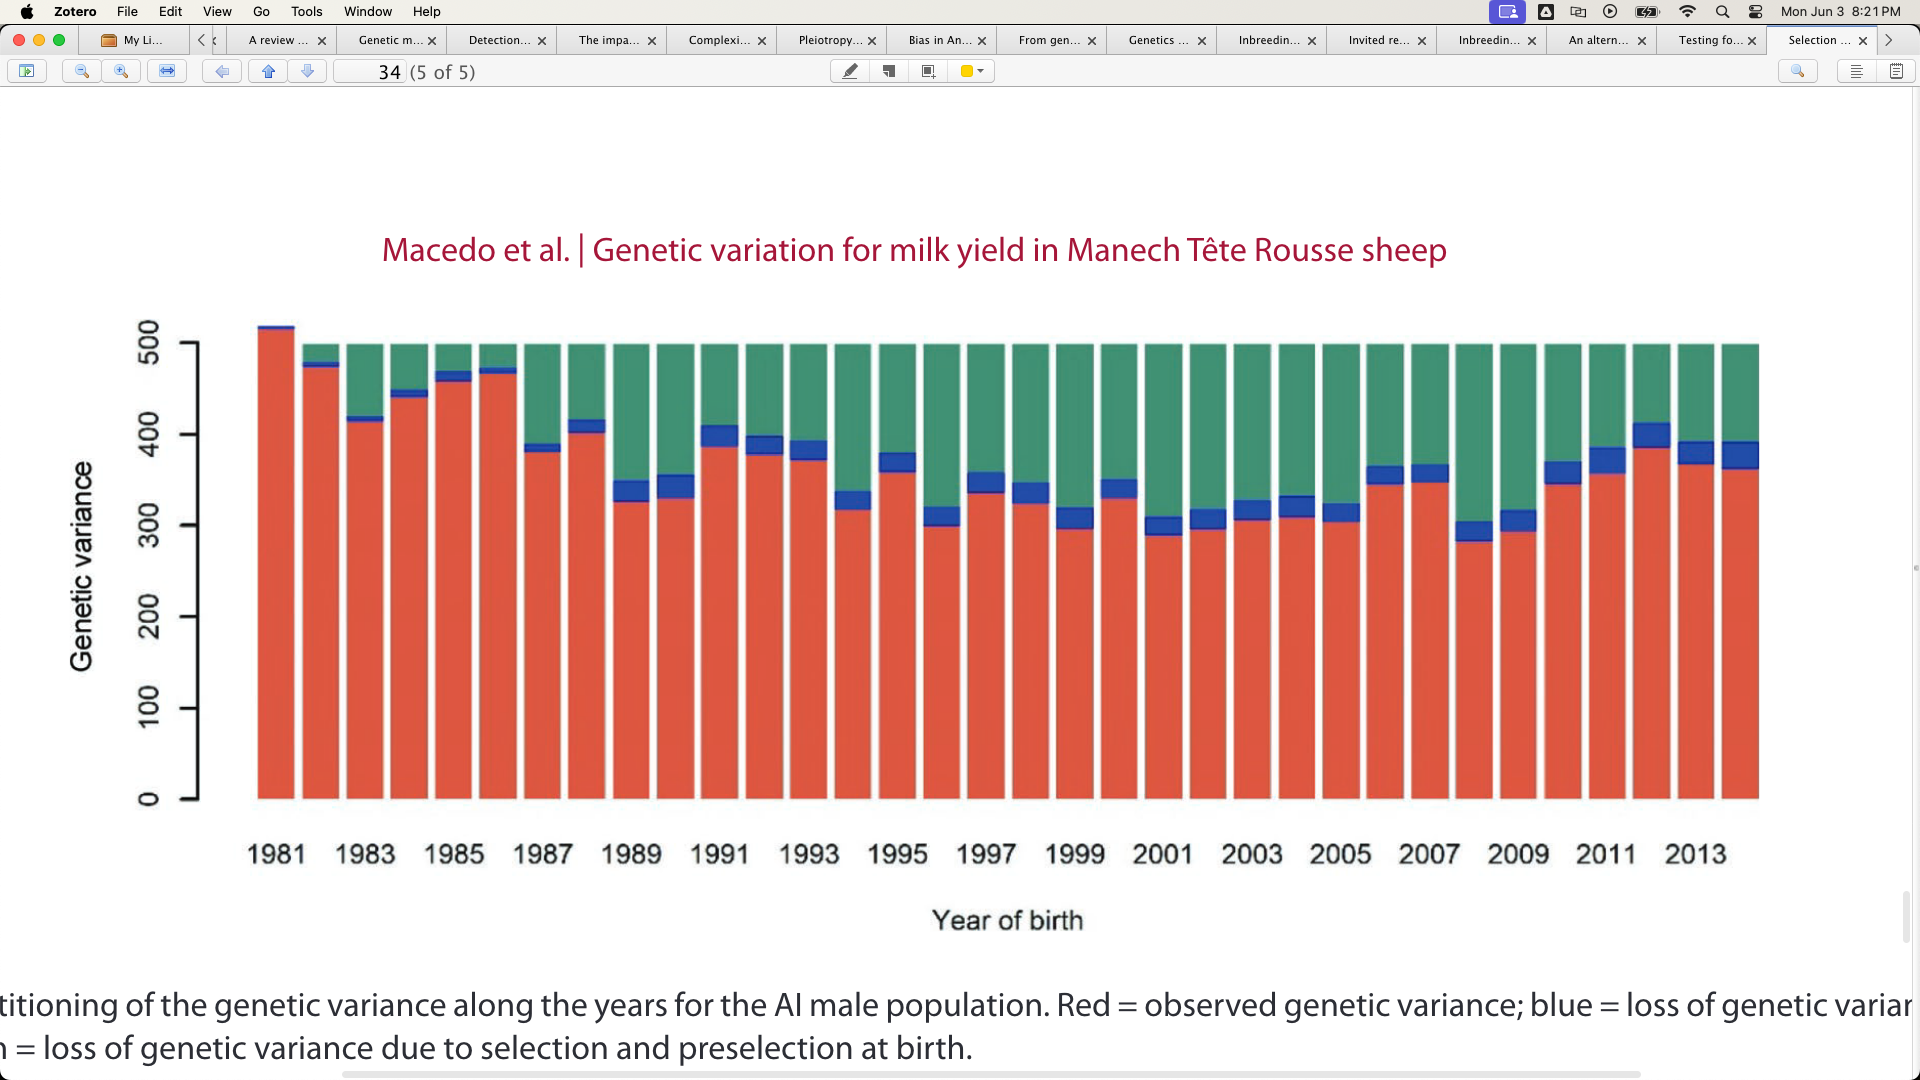 Zotero File Edit View Go Tools Window Help Mon Jun 3 8:21 PM
My Li... A review ... Genetic m... Detection... The impa... Complexi... Pleiotropy... Bias in An... From gen... Genetics ... Inbreedin... Invited re... Inbreedin... An altern... Testing fo... Selection ...
34 (5 of 5)
Macedo et al. | Genetic variation for milk yield in Manech Tête Rousse sheep
500
400
300
200
100
0
Genetic variance
1981 1983 1985 1987 1989 1991 1993 1995 1997 1999 2001 2003 2005 2007 2009 2011 2013
Year of birth
titioning of the genetic variance along the years for the AI male population. Red = observed genetic variance; blue = loss of genetic varian
n = loss of genetic variance due to selection and preselection at birth.